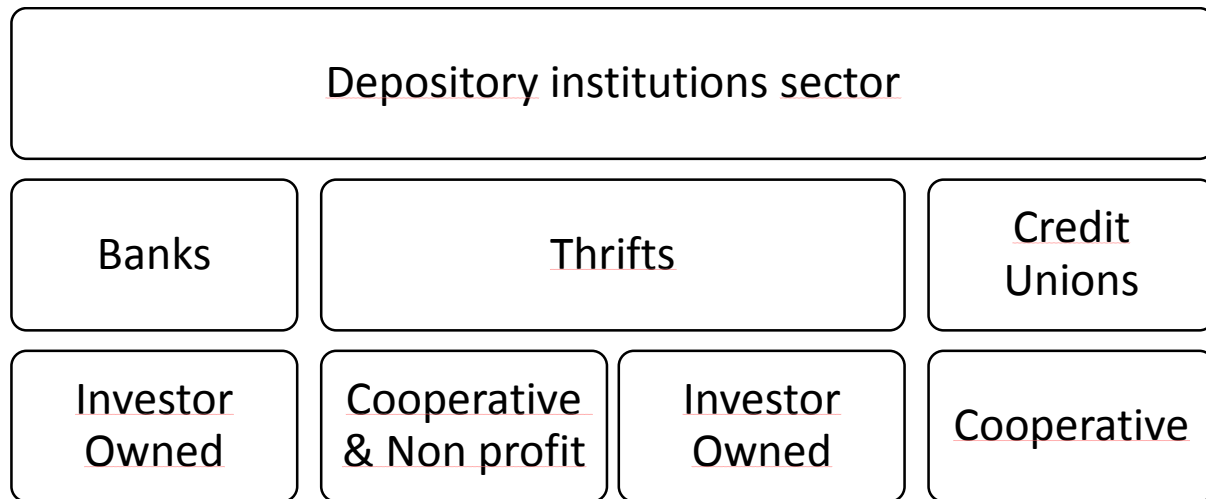 Depository institutions sector
Banks
Thrifts
Credit
Unions
Investor
Owned
Cooperative
& Non profit
Investor
Owned
Cooperative